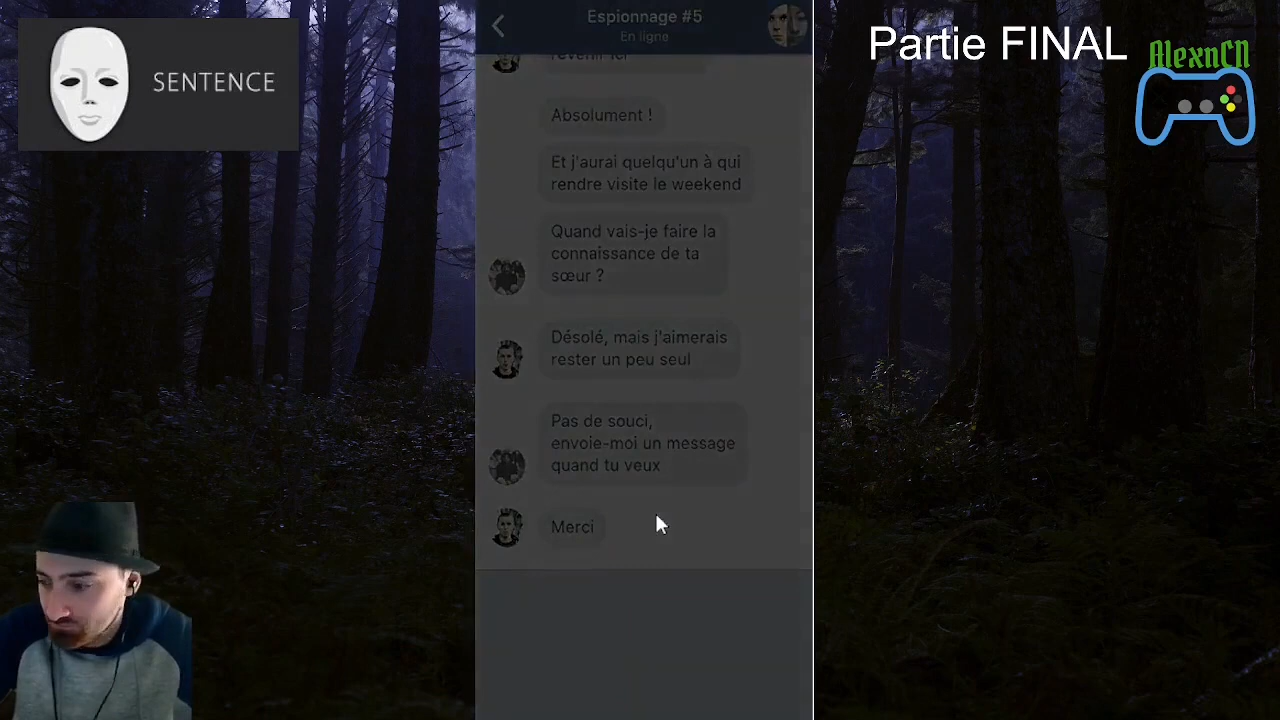 SENTENCE
Espionnage #5
En ligne
Partie FINAL
AlexnCN
revenir ici
Absolument !
Et j'aurai quelqu'un à qui
rendre visite le weekend
Quand vais-je faire la
connaissance de ta
sœur ?
Désolé, mais j'aimerais
rester un peu seul
Pas de souci,
envoie-moi un message
quand tu veux
Merci